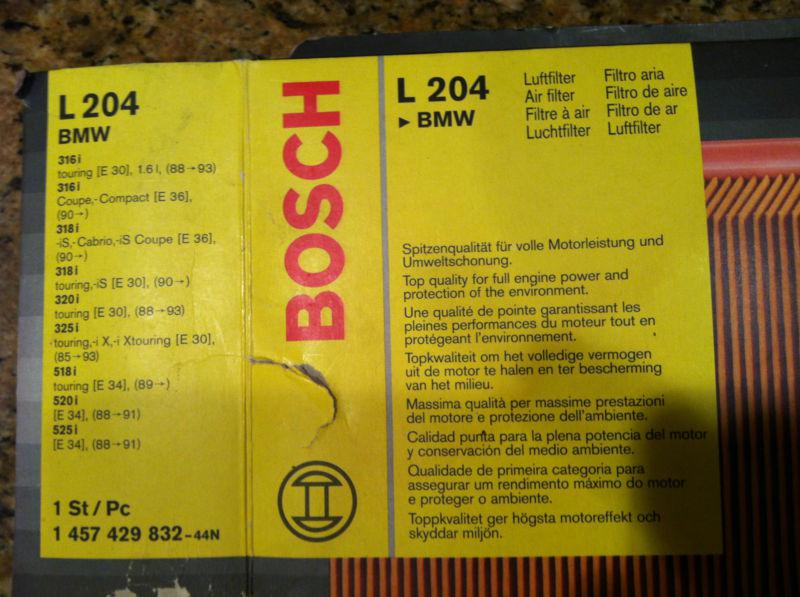 L 204
BMW
316 i
touring [E 30], 1.6 l, (88→93)
316 i
Coupe,-Compact [E 36],
(90→)
318 i
-iS,-Cabrio,-iS Coupe [E 36],
(90→)
318 i
touring,-iS [E 30], (90→)
320 i
touring [E 30], (88→93)
325 i
touring,-i X,-i Xtouring [E 30],
(85→93)
518 i
touring [E 34], (89→)
520 i
[E 34], (88→91)
525 i
[E 34], (88→91)
1 St / Pc
1 457 429 832-44N
BOSCH
L 204
▸ BMW
Luftfilter
Air filter
Filtre à air
Luchtfilter
Filtro aria
Filtro de aire
Filtro de ar
Luftfilter
Spitzenqualität für volle Motorleistung und
Umweltschonung.
Top quality for full engine power and
protection of the environment.
Une qualité de pointe garantissant les
pleines performances du moteur tout en
protégeant l'environnement.
Topkwaliteit om het volledige vermogen
uit de motor te halen en ter bescherming
van het milieu.
Massima qualità per massime prestazioni
del motore e protezione dell'ambiente.
Calidad punta para la plena potencia del motor
y conservación del medio ambiente.
Qualidade de primeira categoria para
assegurar um rendimento máximo do motor
e proteger o ambiente.
Toppkvalitet ger högsta motoreffekt och
skyddar miljön.